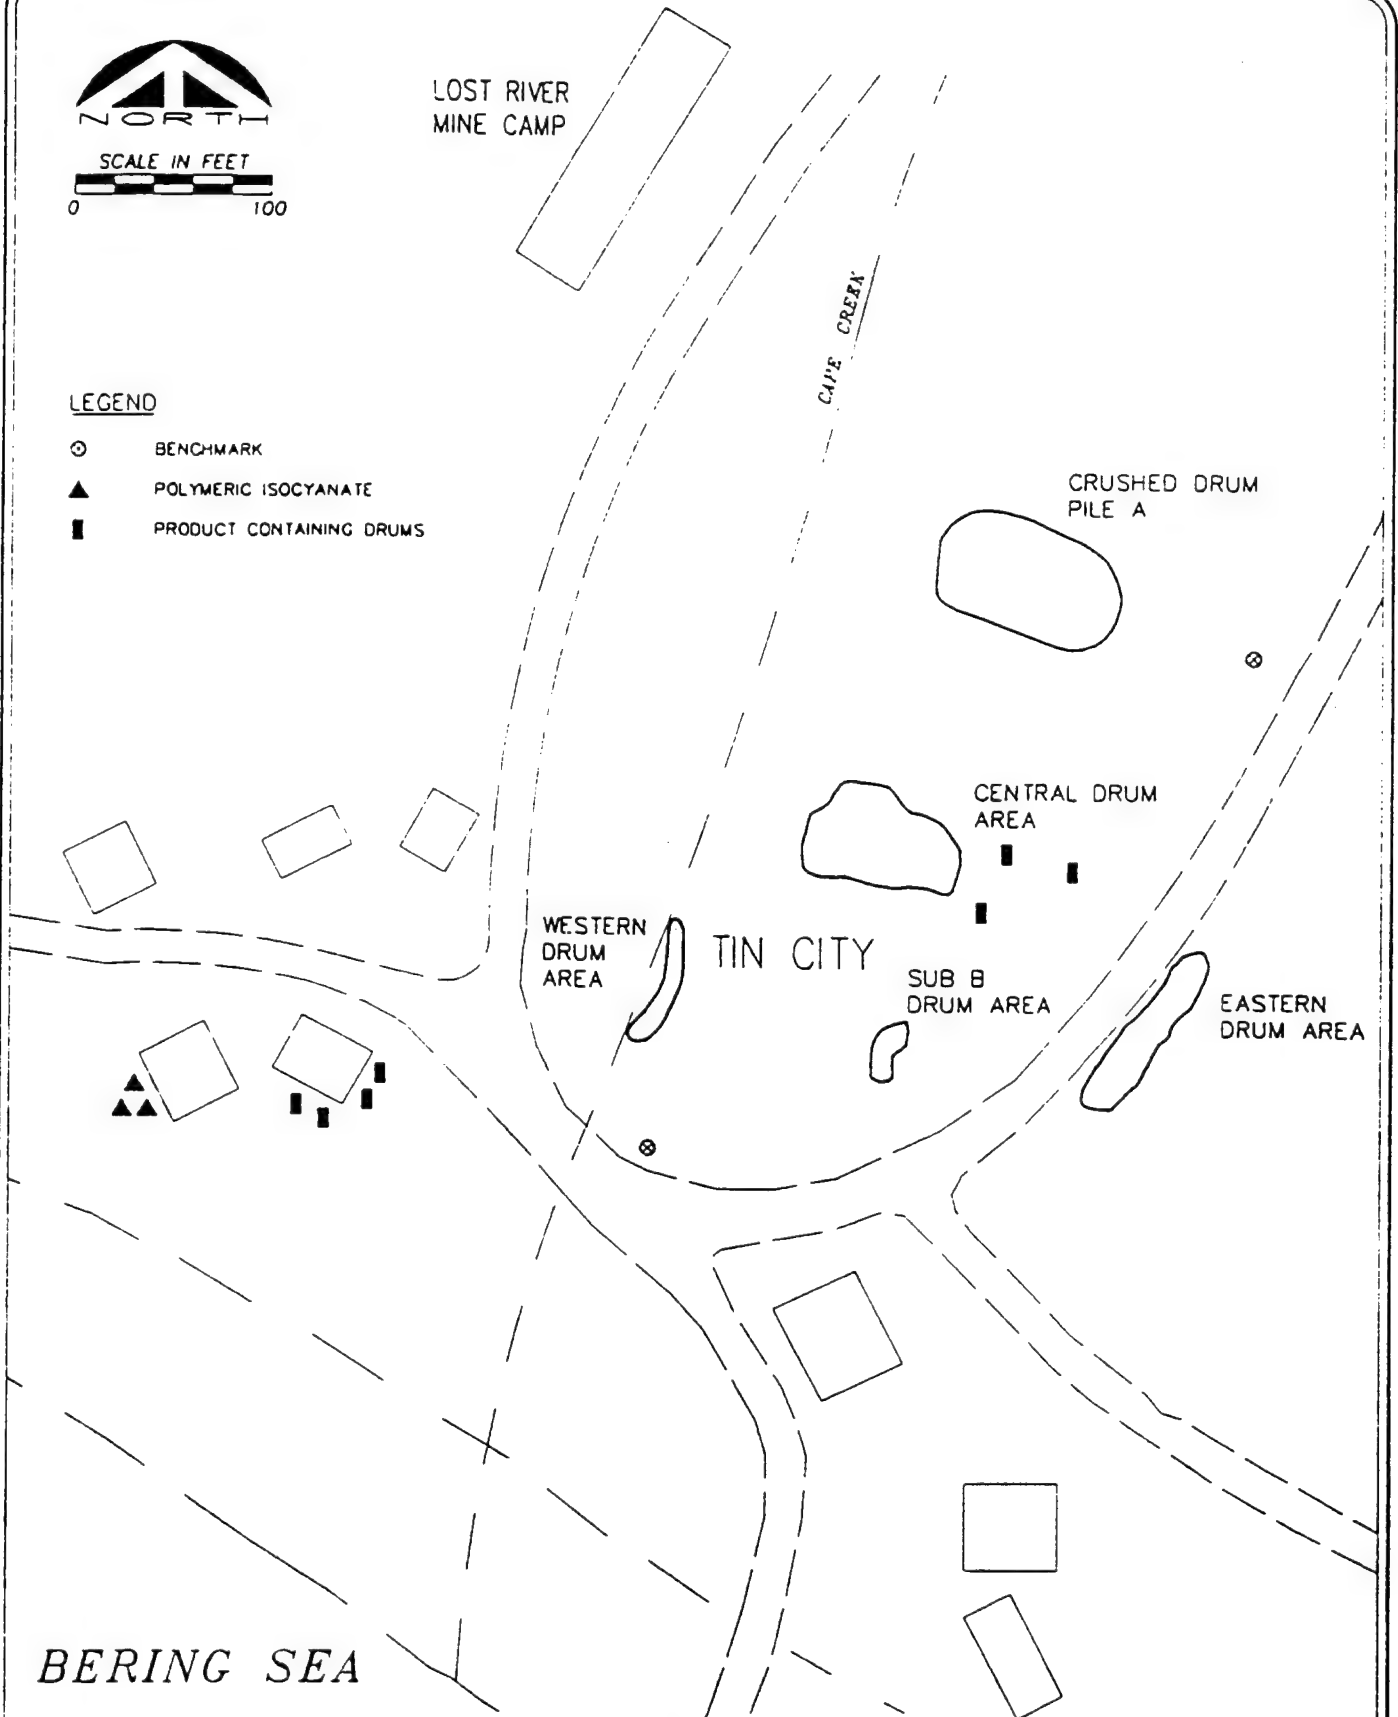 NORTH
SCALE IN FEET
0 100
LOST RIVER
MINE CAMP
CAPE CREEK
LEGEND
BENCHMARK
POLYMERIC ISOCYANATE
PRODUCT CONTAINING DRUMS
CRUSHED DRUM
PILE A
CENTRAL DRUM
AREA
WESTERN
DRUM
AREA
TIN CITY
SUB B
DRUM AREA
EASTERN
DRUM AREA
BERING SEA